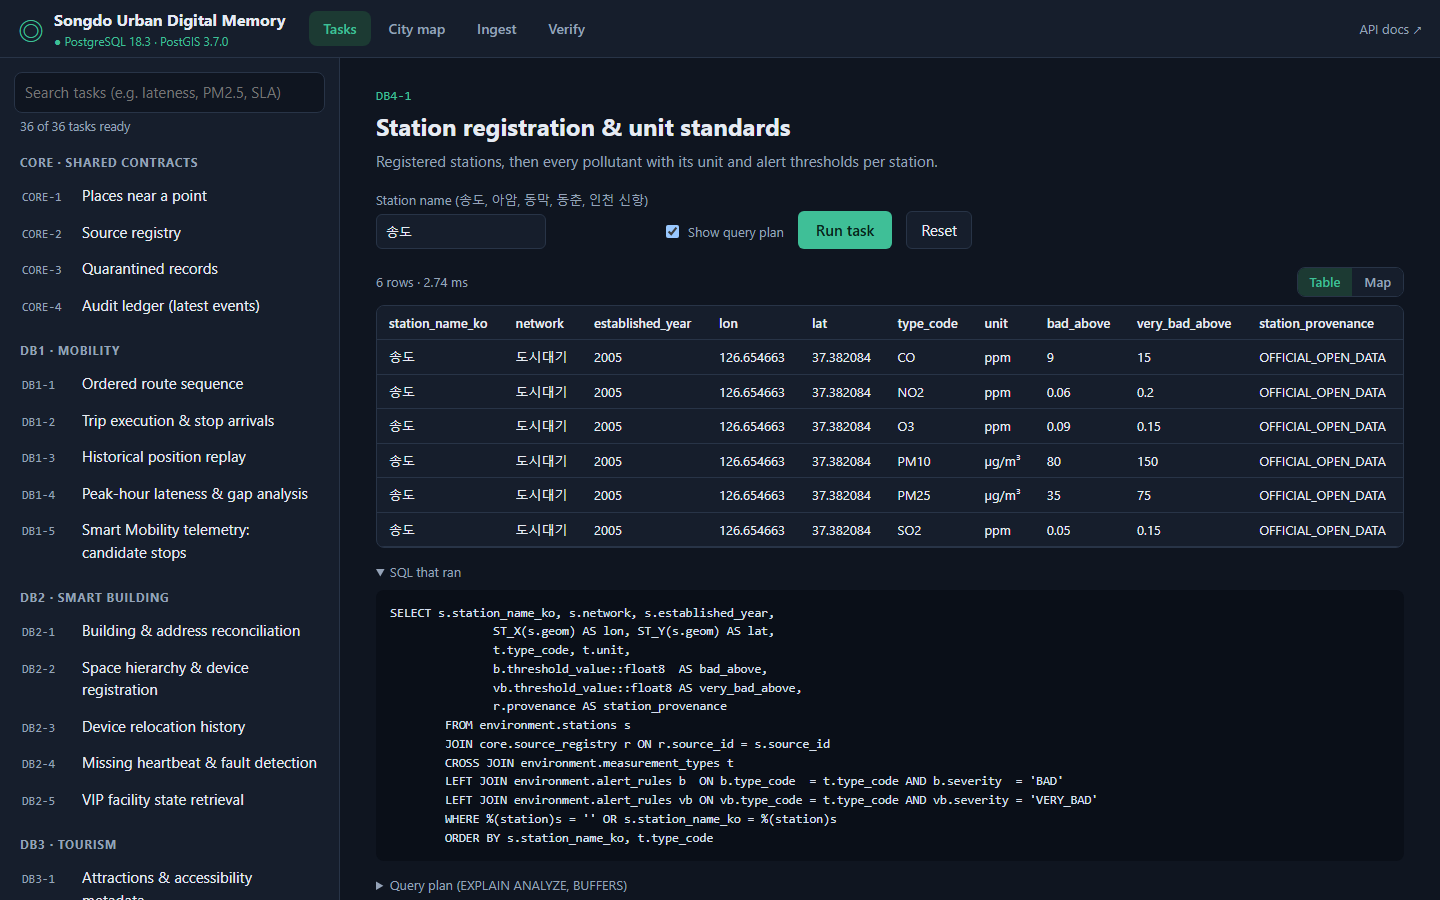 Songdo Urban Digital Memory
● PostgreSQL 18.3 · PostGIS 3.7.0
Tasks
City map
Ingest
Verify
API docs ↗
Search tasks (e.g. lateness, PM2.5, SLA)
36 of 36 tasks ready
CORE · SHARED CONTRACTS
CORE-1 Places near a point
CORE-2 Source registry
CORE-3 Quarantined records
CORE-4 Audit ledger (latest events)
DB1 · MOBILITY
DB1-1 Ordered route sequence
DB1-2 Trip execution & stop arrivals
DB1-3 Historical position replay
DB1-4 Peak-hour lateness & gap analysis
DB1-5 Smart Mobility telemetry:
candidate stops
DB2 · SMART BUILDING
DB2-1 Building & address reconciliation
DB2-2 Space hierarchy & device
registration
DB2-3 Device relocation history
DB2-4 Missing heartbeat & fault detection
DB2-5 VIP facility state retrieval
DB3 · TOURISM
DB3-1 Attractions & accessibility
metadata
DB4-1
Station registration & unit standards
Registered stations, then every pollutant with its unit and alert thresholds per station.
Station name (송도, 아암, 동막, 동춘, 인천 신항)
송도
Show query plan
Run task
Reset
6 rows · 2.74 ms
Table
Map
station_name_ko network established_year lon lat type_code unit bad_above very_bad_above station_provenance
송도 도시대기 2005 126.654663 37.382084 CO ppm 9 15 OFFICIAL_OPEN_DATA
송도 도시대기 2005 126.654663 37.382084 NO2 ppm 0.06 0.2 OFFICIAL_OPEN_DATA
송도 도시대기 2005 126.654663 37.382084 O3 ppm 0.09 0.15 OFFICIAL_OPEN_DATA
송도 도시대기 2005 126.654663 37.382084 PM10 µg/m³ 80 150 OFFICIAL_OPEN_DATA
송도 도시대기 2005 126.654663 37.382084 PM25 µg/m³ 35 75 OFFICIAL_OPEN_DATA
송도 도시대기 2005 126.654663 37.382084 SO2 ppm 0.05 0.15 OFFICIAL_OPEN_DATA
▼ SQL that ran
SELECT s.station_name_ko, s.network, s.established_year,
ST_X(s.geom) AS lon, ST_Y(s.geom) AS lat,
t.type_code, t.unit,
b.threshold_value::float8  AS bad_above,
vb.threshold_value::float8 AS very_bad_above,
r.provenance AS station_provenance
FROM environment.stations s
JOIN core.source_registry r ON r.source_id = s.source_id
CROSS JOIN environment.measurement_types t
LEFT JOIN environment.alert_rules b  ON b.type_code  = t.type_code AND b.severity  = 'BAD'
LEFT JOIN environment.alert_rules vb ON vb.type_code = t.type_code AND vb.severity = 'VERY_BAD'
WHERE %(station)s = '' OR s.station_name_ko = %(station)s
ORDER BY s.station_name_ko, t.type_code
▶ Query plan (EXPLAIN ANALYZE, BUFFERS)